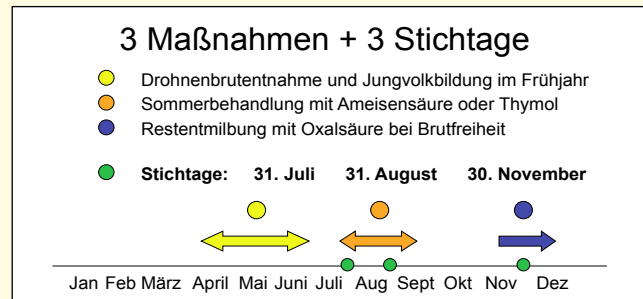 3 Maßnahmen + 3 Stichtage
Drohnenbrutentnahme und Jungvolkbildung im Frühjahr
Sommerbehandlung mit Ameisensäure oder Thymol
Restentmilbung mit Oxalsäure bei Brutfreiheit
Stichtage: 31. Juli 31. August 30. November
Jan Feb März April Mai Juni Juli Aug Sept Okt Nov Dez